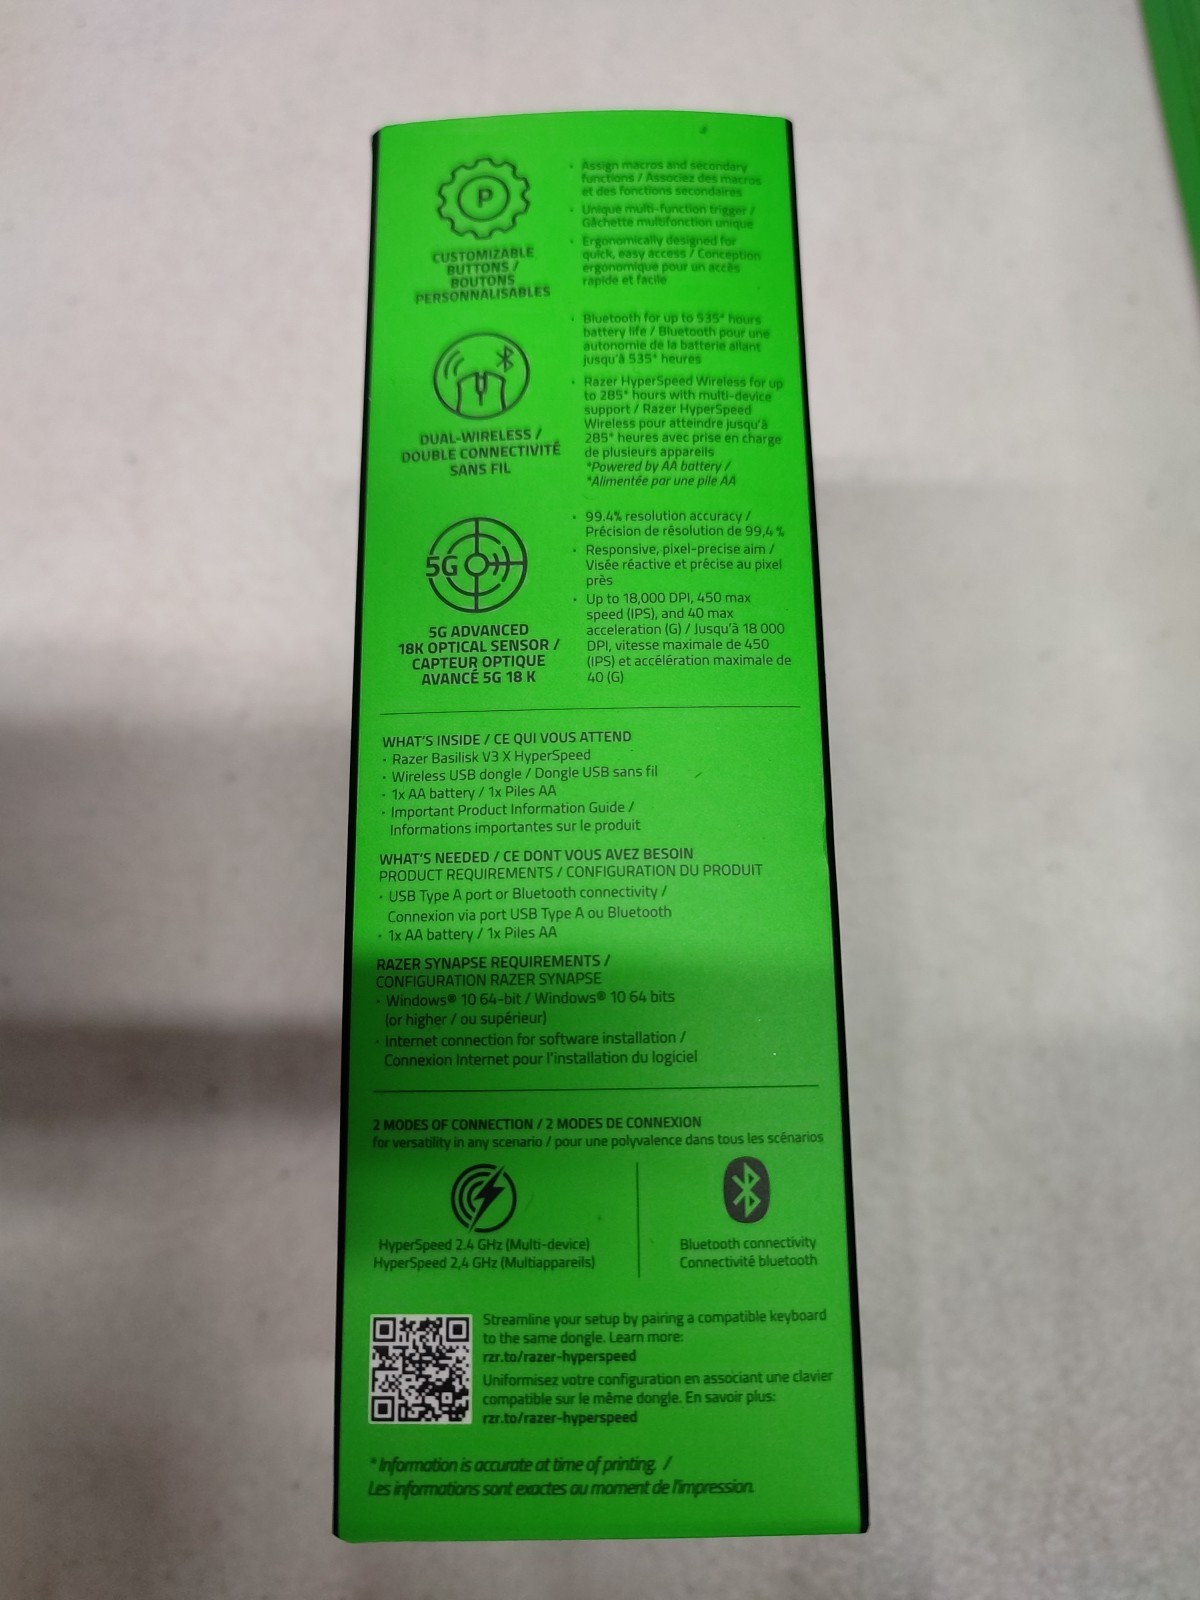 P
CUSTOMIZABLE
BUTTONS /
BOUTONS
PERSONNALISABLES
· Assign macros and secondary
functions / Associez des macros
et des fonctions secondaires
· Unique multi-function trigger /
Gâchette multifonction unique
· Ergonomically designed for
quick, easy access / Conception
ergonomique pour un accès
rapide et facile
DUAL-WIRELESS /
DOUBLE CONNECTIVITÉ
SANS FIL
· Bluetooth for up to 535* hours
battery life / Bluetooth pour une
autonomie de la batterie allant
jusqu'à 535* heures
· Razer HyperSpeed Wireless for up
to 285* hours with multi-device
support / Razer HyperSpeed
Wireless pour atteindre jusqu'à
285* heures avec prise en charge
de plusieurs appareils
*Powered by AA battery /
*Alimentée par une pile AA
5G
5G ADVANCED
18K OPTICAL SENSOR /
CAPTEUR OPTIQUE
AVANCÉ 5G 18 K
· 99.4% resolution accuracy /
Précision de résolution de 99,4 %
· Responsive, pixel-precise aim /
Visée réactive et précise au pixel
près
· Up to 18,000 DPI, 450 max
speed (IPS), and 40 max
acceleration (G) / Jusqu'à 18 000
DPI, vitesse maximale de 450
(IPS) et accélération maximale de
40 (G)
WHAT'S INSIDE / CE QUI VOUS ATTEND
· Razer Basilisk V3 X HyperSpeed
· Wireless USB dongle / Dongle USB sans fil
· 1x AA battery / 1x Piles AA
· Important Product Information Guide /
Informations importantes sur le produit
WHAT'S NEEDED / CE DONT VOUS AVEZ BESOIN
PRODUCT REQUIREMENTS / CONFIGURATION DU PRODUIT
· USB Type A port or Bluetooth connectivity /
Connexion via port USB Type A ou Bluetooth
· 1x AA battery / 1x Piles AA
RAZER SYNAPSE REQUIREMENTS /
CONFIGURATION RAZER SYNAPSE
· Windows® 10 64-bit / Windows® 10 64 bits
(or higher / ou supérieur)
· Internet connection for software installation /
Connexion Internet pour l'installation du logiciel
2 MODES OF CONNECTION / 2 MODES DE CONNEXION
for versatility in any scenario / pour une polyvalence dans tous les scénarios
HyperSpeed 2.4 GHz (Multi-device)
HyperSpeed 2,4 GHz (Multiappareils)
Bluetooth connectivity
Connectivité bluetooth
Streamline your setup by pairing a compatible keyboard
to the same dongle. Learn more:
rzr.to/razer-hyperspeed
Uniformisez votre configuration en associant une clavier
compatible sur le même dongle. En savoir plus:
rzr.to/razer-hyperspeed
* Information is accurate at time of printing. /
Les informations sont exactes au moment de l'impression.